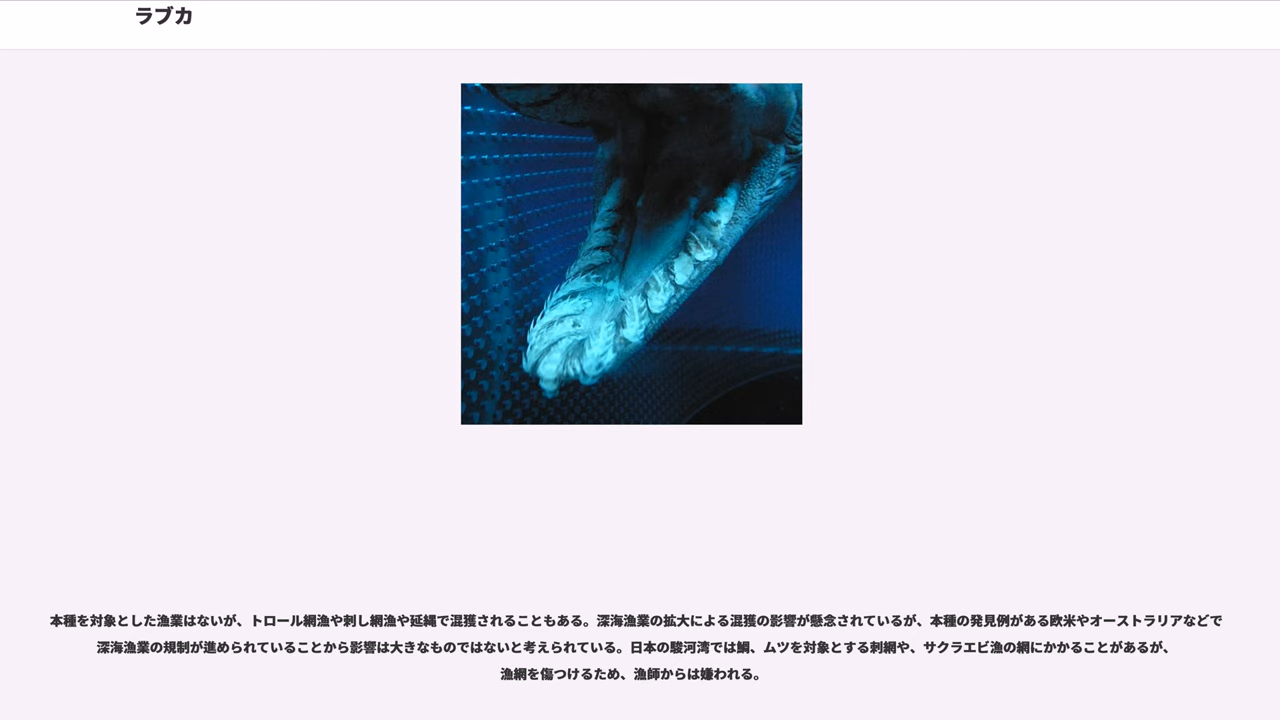 ラブカ
本種を対象とした漁業はないが、トロール網漁や刺し網漁や延縄で混獲されることもある。深海漁業の拡大による混獲の影響が懸念されているが、本種の発見例がある欧米やオーストラリアなどで
深海漁業の規制が進められていることから影響は大きなものではないと考えられている。日本の駿河湾では鯛、ムツを対象とする刺網や、サクラエビ漁の網にかかることがあるが、
漁網を傷つけるため、漁師からは嫌われる。